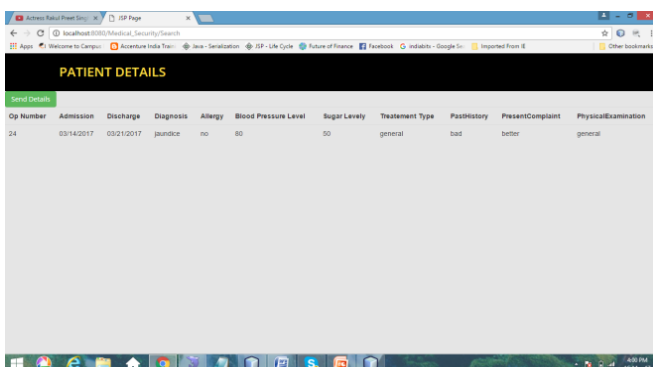 Actress Rakul Preet Sing
JSP Page
localhost:8080/Medical_Security/Search
Apps Welcome to Campus Accenture India Train Java - Serialization JSP - Life Cycle Future of Finance Facebook indiabits - Google Se Imported From IE Other bookmarks
PATIENT DETAILS
Send Details
Op Number Admission Discharge Diagnosis Allergy Blood Pressure Level Sugar Levely Treatement Type PastHistory PresentComplaint PhysicalExamination
24 03/14/2017 03/21/2017 jaundice no 80 50 general bad better general
4:00 PM